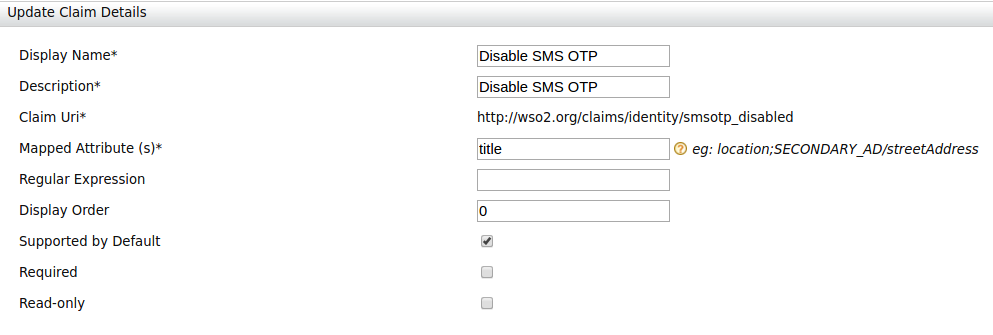 Update Claim Details
Display Name* Disable SMS OTP
Description* Disable SMS OTP
Claim Uri* http://wso2.org/claims/identity/smsotp_disabled
Mapped Attribute (s)* title ? eg: location;SECONDARY_AD/streetAddress
Regular Expression
Display Order 0
Supported by Default
Required
Read-only